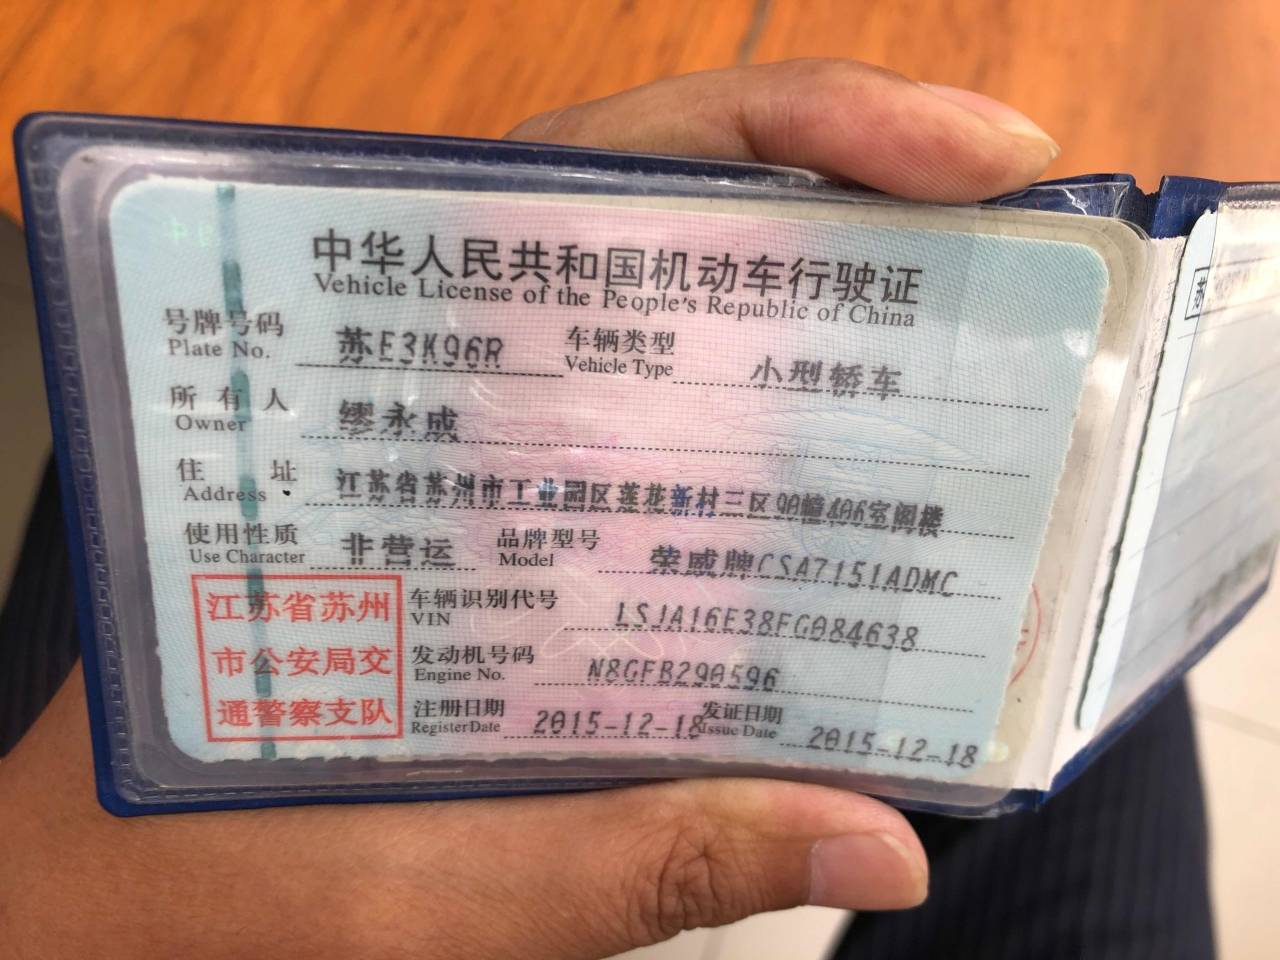 中华人民共和国机动车行驶证
Vehicle License of the People's Republic of China
号牌号码 苏E3K96R 车辆类型 小型轿车
Plate No. Vehicle Type
所有人 缪永成
Owner
住址 江苏省苏州市工业园区莲花新村三区90幢406室阁楼
Address
使用性质 非营运 品牌型号 荣威牌CSA7151ADMC
Use Character Model
江苏省苏州
市公安局交
通警察支队
车辆识别代号 LSJA16E38FG084638
VIN
发动机号码 N8GFB290596
Engine No.
注册日期 2015-12-18 发证日期 2015-12-18
Register Date Issue Date
苏